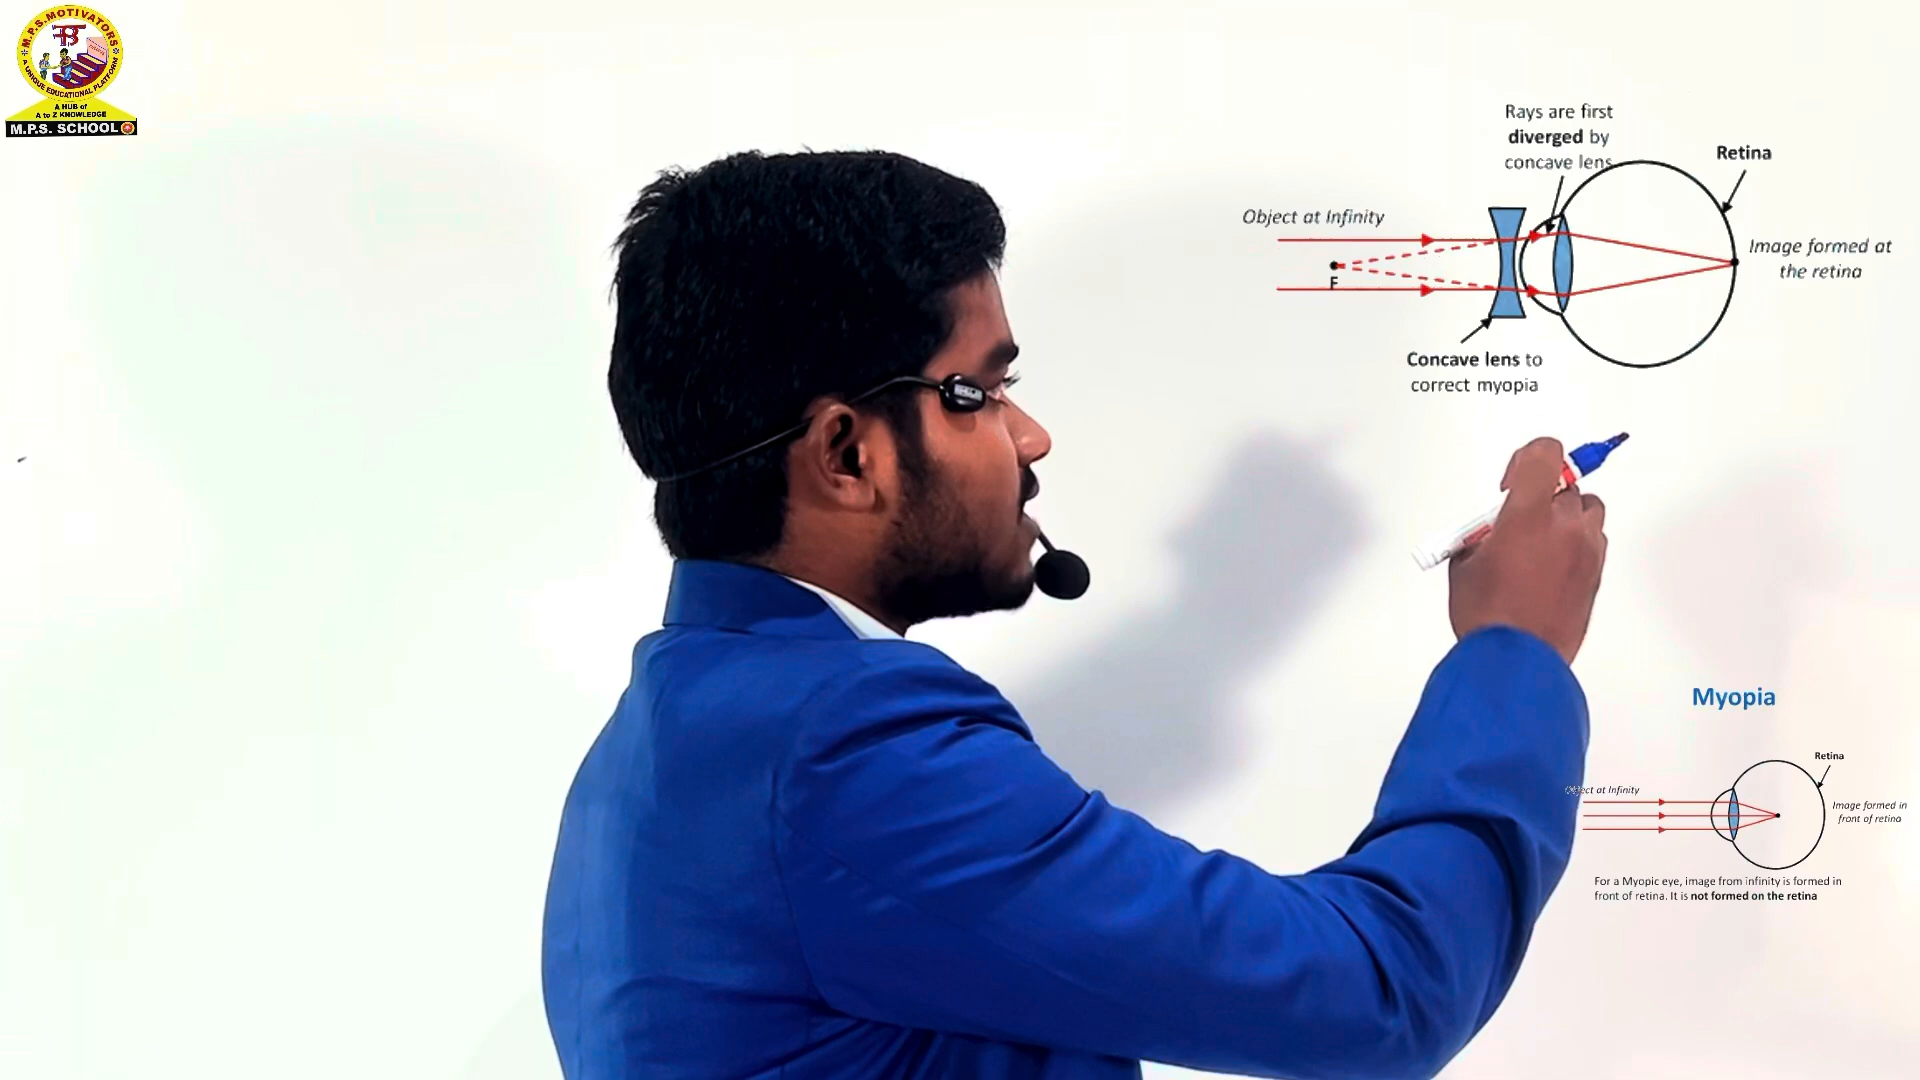 M.P.S.MOTIVATORS
A UNIQUE EDUCATIONAL PLATFORM
A HUB of
A to Z KNOWLEDGE
M.P.S. SCHOOL
Rays are first
diverged by
concave lens
Retina
Object at Infinity
Image formed at
the retina
F
Concave lens to
correct myopia
Myopia
Retina
Object at Infinity
Image formed in
front of retina
For a Myopic eye, image from infinity is formed in
front of retina. It is not formed on the retina